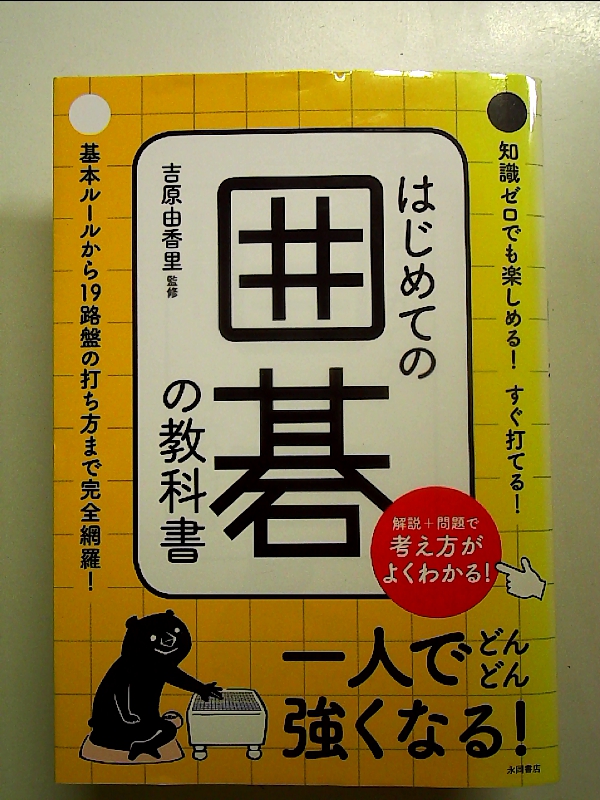 知識ゼロでも楽しめる! すぐ打てる!
はじめての
囲碁
の教科書
吉原由香里 監修
基本ルールから19路盤の打ち方まで完全網羅!
解説+問題で
考え方が
よくわかる!
一人で
どん
どん
強くなる!
永岡書店